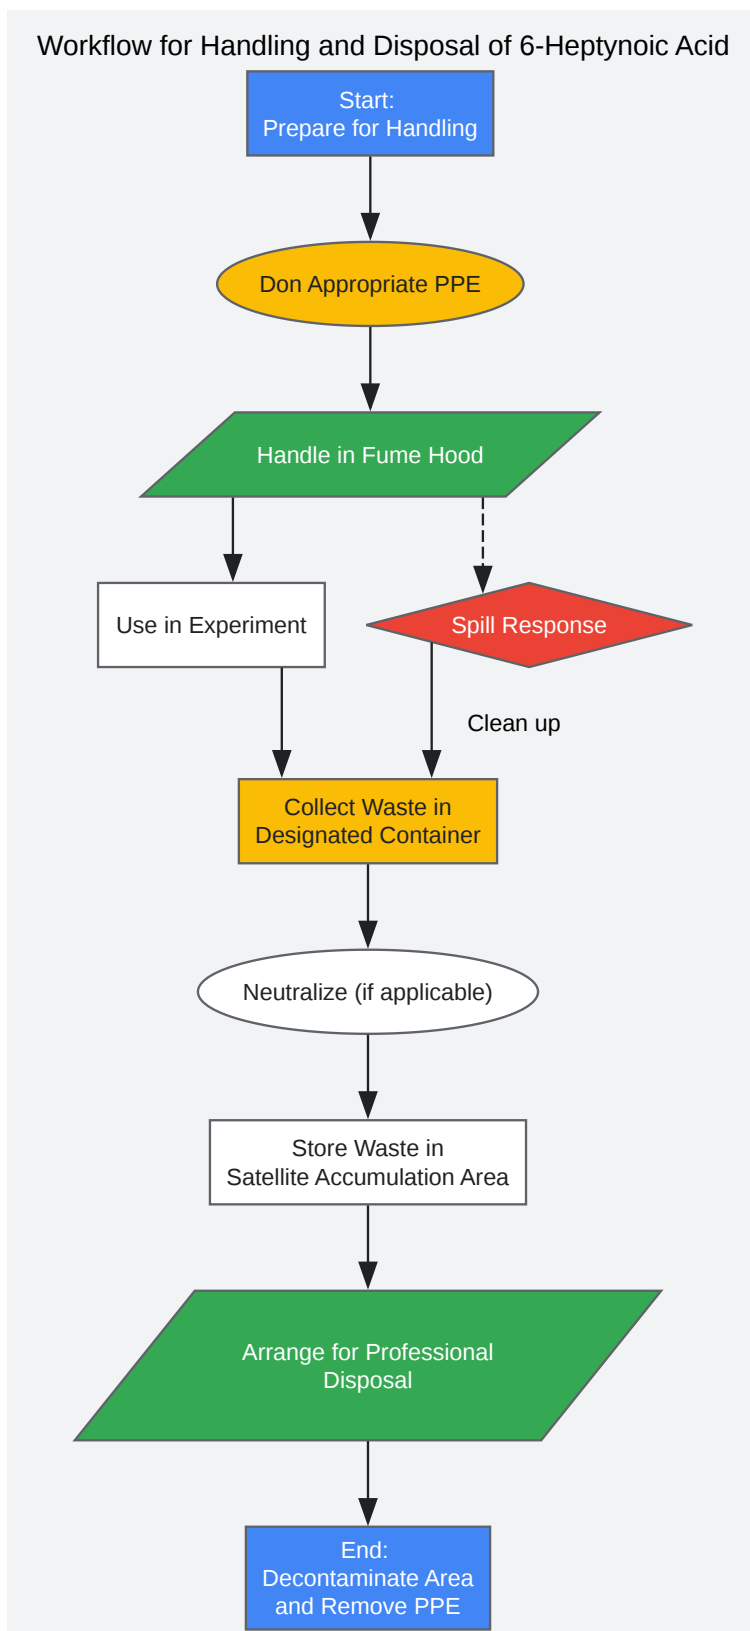 Workflow for Handling and Disposal of 6-Heptynoic Acid
Start:
Prepare for Handling
Don Appropriate PPE
Handle in Fume Hood
Use in Experiment
Spill Response
Clean up
Collect Waste in
Designated Container
Neutralize (if applicable)
Store Waste in
Satellite Accumulation Area
Arrange for Professional
Disposal
End:
Decontaminate Area
and Remove PPE